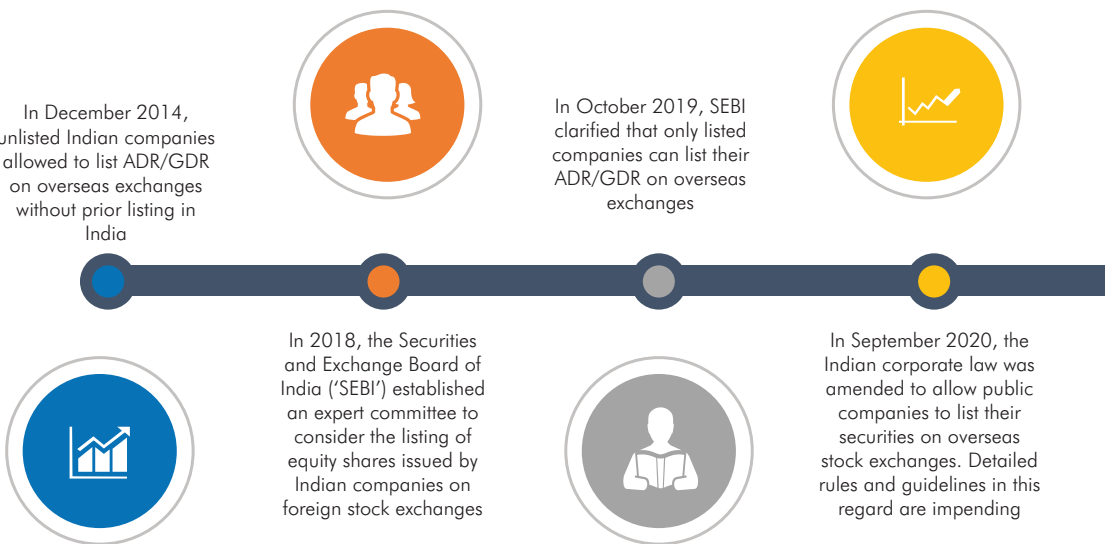 In December 2014,
unlisted Indian companies
allowed to list ADR/GDR
on overseas exchanges
without prior listing in
India
In 2018, the Securities
and Exchange Board of
India (‘SEBI’) established
an expert committee to
consider the listing of
equity shares issued by
Indian companies on
foreign stock exchanges
In October 2019, SEBI
clarified that only listed
companies can list their
ADR/GDR on overseas
exchanges
In September 2020, the
Indian corporate law was
amended to allow public
companies to list their
securities on overseas
stock exchanges. Detailed
rules and guidelines in this
regard are impending